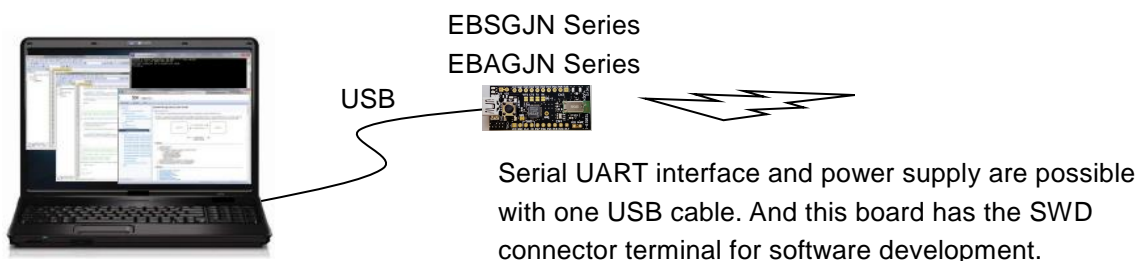 EBSGJN Series
EBAGJN Series
USB
Serial UART interface and power supply are possible
with one USB cable. And this board has the SWD
connector terminal for software development.